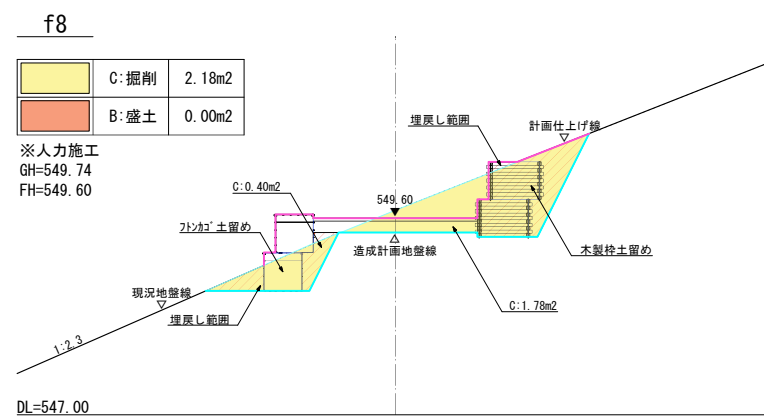 f8
C:掘削 2.18m2
B:盛土 0.00m2
※人力施工
GH=549.74
FH=549.60
埋戻し範囲
計画仕上げ線
C:0.40m2
549.60
ﾌﾄﾝｶｺﾞ土留め
造成計画地盤線
木製枠土留め
現況地盤線
C:1.78m2
埋戻し範囲
1:2.3
DL=547.00